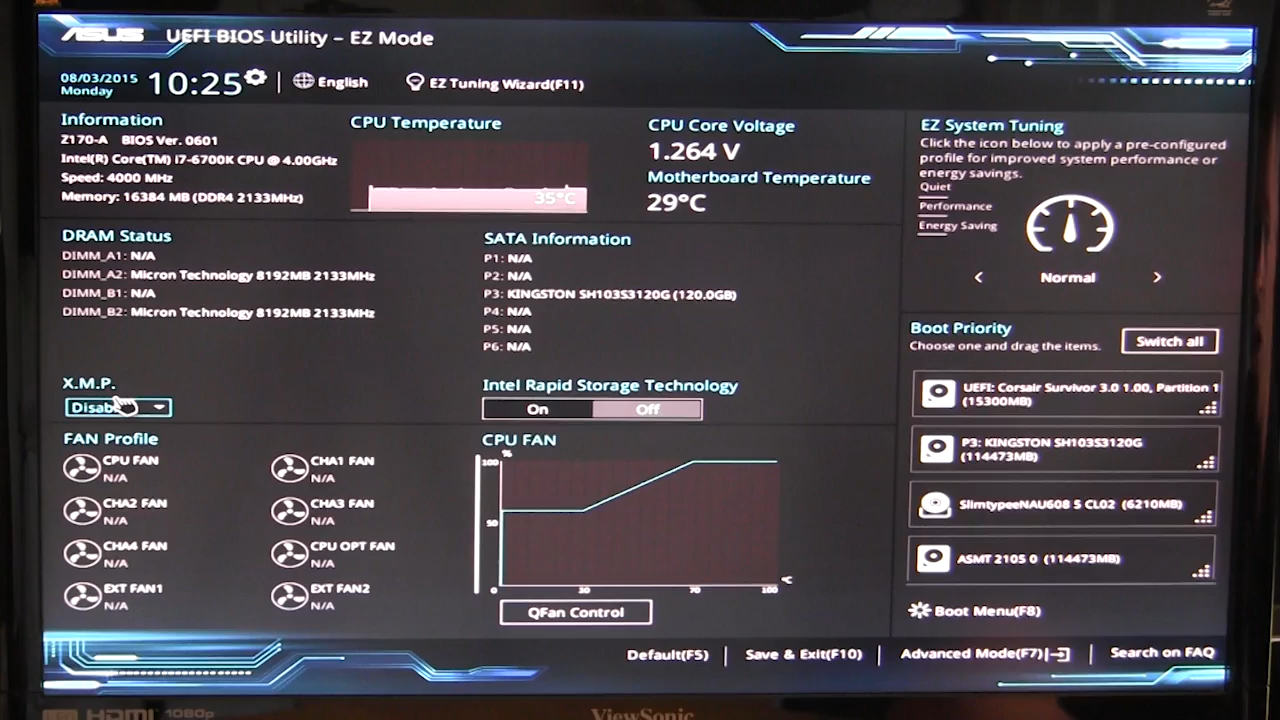 ASUS UEFI BIOS Utility – EZ Mode
08/03/2015
Monday
10:25
English
EZ Tuning Wizard(F11)
Information
Z170-A BIOS Ver. 0601
Intel(R) Core(TM) i7-6700K CPU @ 4.00GHz
Speed: 4000 MHz
Memory: 16384 MB (DDR4 2133MHz)
CPU Temperature
35°C
CPU Core Voltage
1.264 V
Motherboard Temperature
29°C
EZ System Tuning
Click the icon below to apply a pre-configured
profile for improved system performance or
energy savings.
Quiet
Performance
Energy Saving
Normal
DRAM Status
DIMM_A1: N/A
DIMM_A2: Micron Technology 8192MB 2133MHz
DIMM_B1: N/A
DIMM_B2: Micron Technology 8192MB 2133MHz
SATA Information
P1: N/A
P2: N/A
P3: KINGSTON SH103S3120G (120.0GB)
P4: N/A
P5: N/A
P6: N/A
X.M.P.
Intel Rapid Storage Technology
On
Off
Boot Priority
Choose one and drag the items.
Switch all
UEFI: Corsair Survivor 3.0 1.00, Partition 1
(15300MB)
P3: KINGSTON SH103S3120G
(114473MB)
SlimtypeeNAU608 5 CL02 (6210MB)
ASMT 2105 0 (114473MB)
Boot Menu(F8)
FAN Profile
CPU FAN
N/A
CHA1 FAN
N/A
CHA2 FAN
N/A
CHA3 FAN
N/A
CHA4 FAN
N/A
CPU OPT FAN
N/A
EXT FAN1
N/A
EXT FAN2
N/A
CPU FAN
%
100
50
0
30
70
100
°C
QFan Control
Default(F5)
Save & Exit(F10)
Advanced Mode(F7)
Search on FAQ
HDMI 1080p
ViewSonic